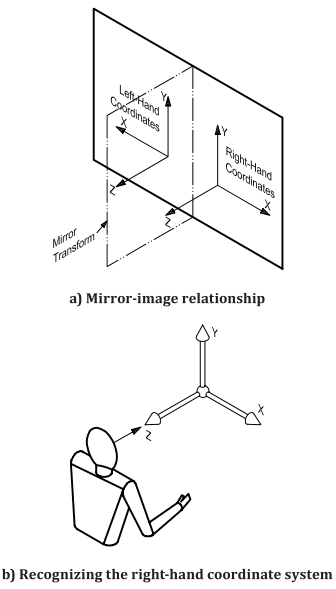 Left-Hand
Coordinates
Y
X
Z
Y
Right-Hand
Coordinates
X
Z
Mirror
Transform
a) Mirror-image relationship
Y
X
Z
b) Recognizing the right-hand coordinate system